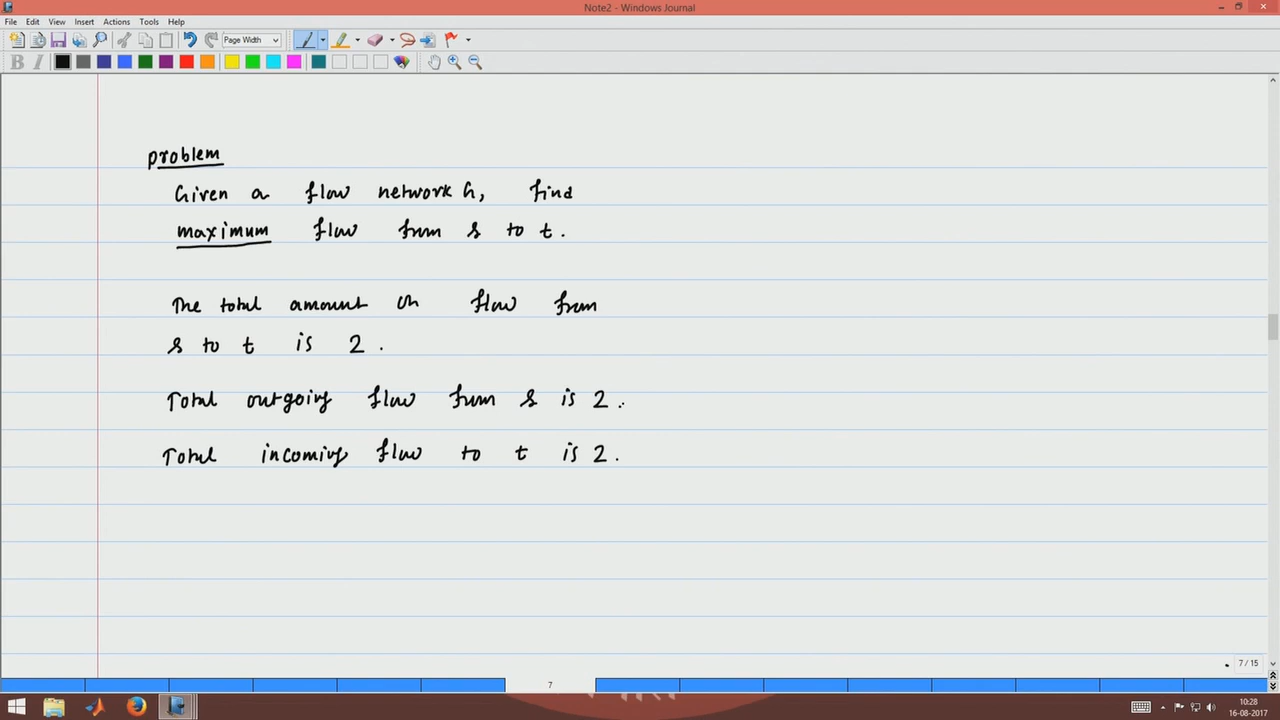 Note2 - Windows Journal
File Edit View Insert Actions Tools Help
Page Width
B I
problem
Given a flow network G, find
maximum flow from s to t.
The total amount of flow from
s to t is 2.
Total outgoing flow from s is 2.
Total incoming flow to t is 2.
7 / 15
7
10:28
16-08-2017